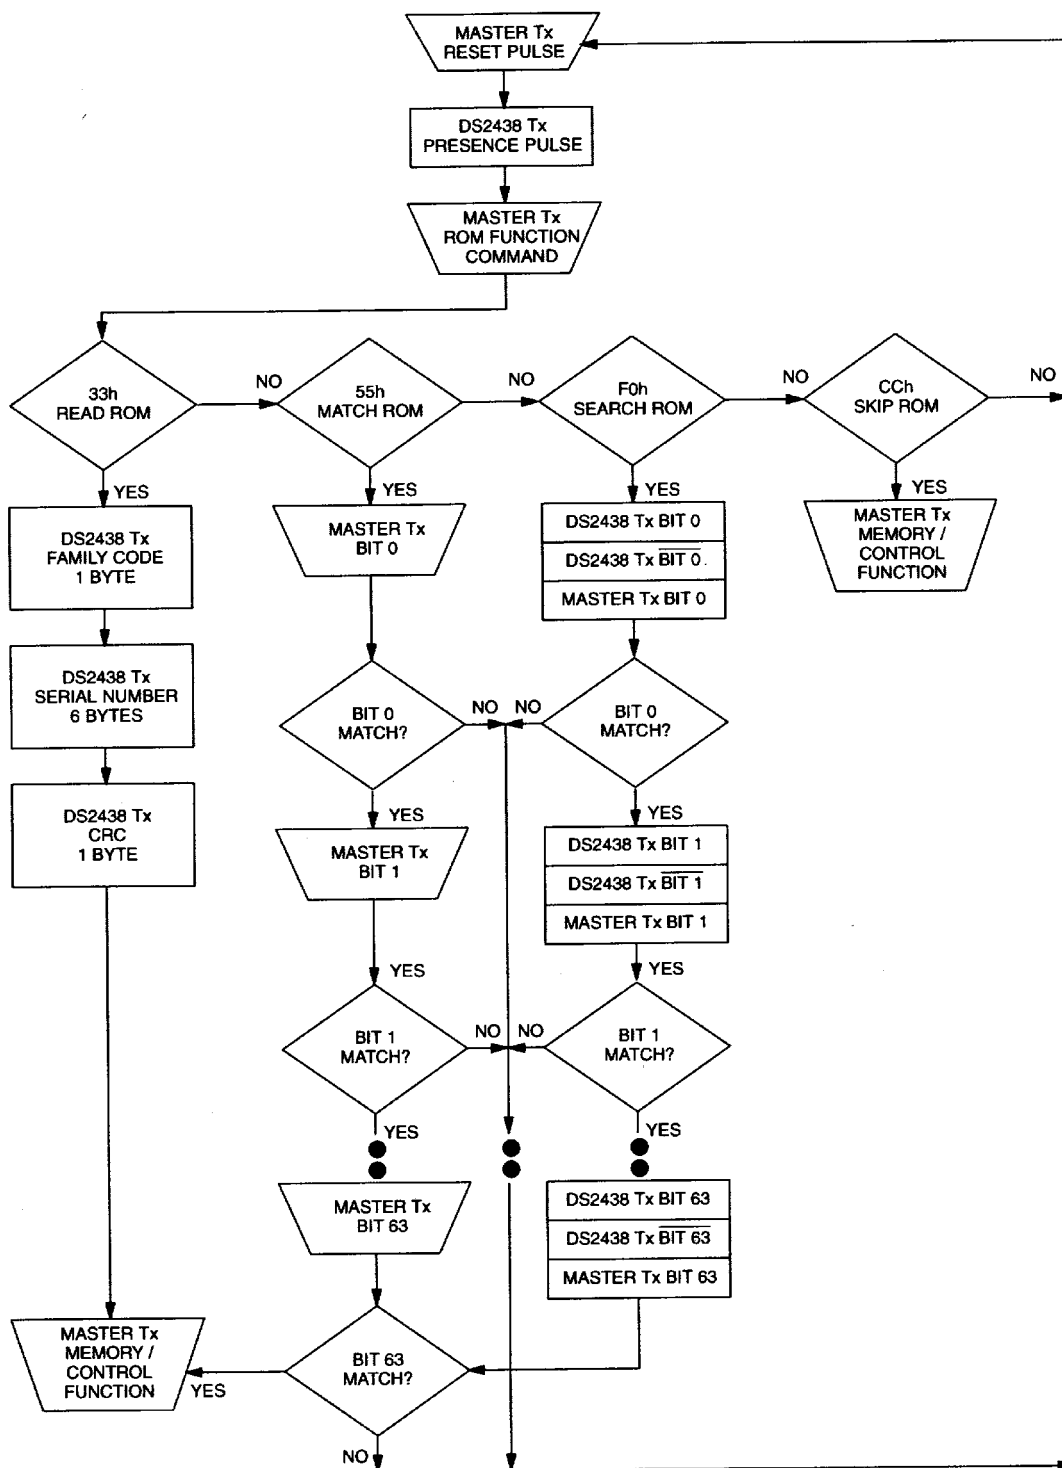 MASTER Tx
RESET PULSE
DS2438 Tx
PRESENCE PULSE
MASTER Tx
ROM FUNCTION
COMMAND
33h
READ ROM
NO
55h
MATCH ROM
NO
F0h
SEARCH ROM
NO
CCh
SKIP ROM
NO
YES
YES
YES
YES
DS2438 Tx
FAMILY CODE
1 BYTE
DS2438 Tx
SERIAL NUMBER
6 BYTES
DS2438 Tx
CRC
1 BYTE
MASTER Tx
BIT 0
BIT 0
MATCH?
NO
YES
MASTER Tx
BIT 1
YES
BIT 1
MATCH?
NO
YES
MASTER Tx
BIT 63
BIT 63
MATCH?
YES
NO
MASTER Tx
MEMORY /
CONTROL
FUNCTION
DS2438 Tx BIT 0
DS2438 Tx BIT 0
MASTER Tx BIT 0
BIT 0
MATCH?
NO
YES
DS2438 Tx BIT 1
DS2438 Tx BIT 1
MASTER Tx BIT 1
YES
BIT 1
MATCH?
NO
YES
DS2438 Tx BIT 63
DS2438 Tx BIT 63
MASTER Tx BIT 63
MASTER Tx
MEMORY /
CONTROL
FUNCTION